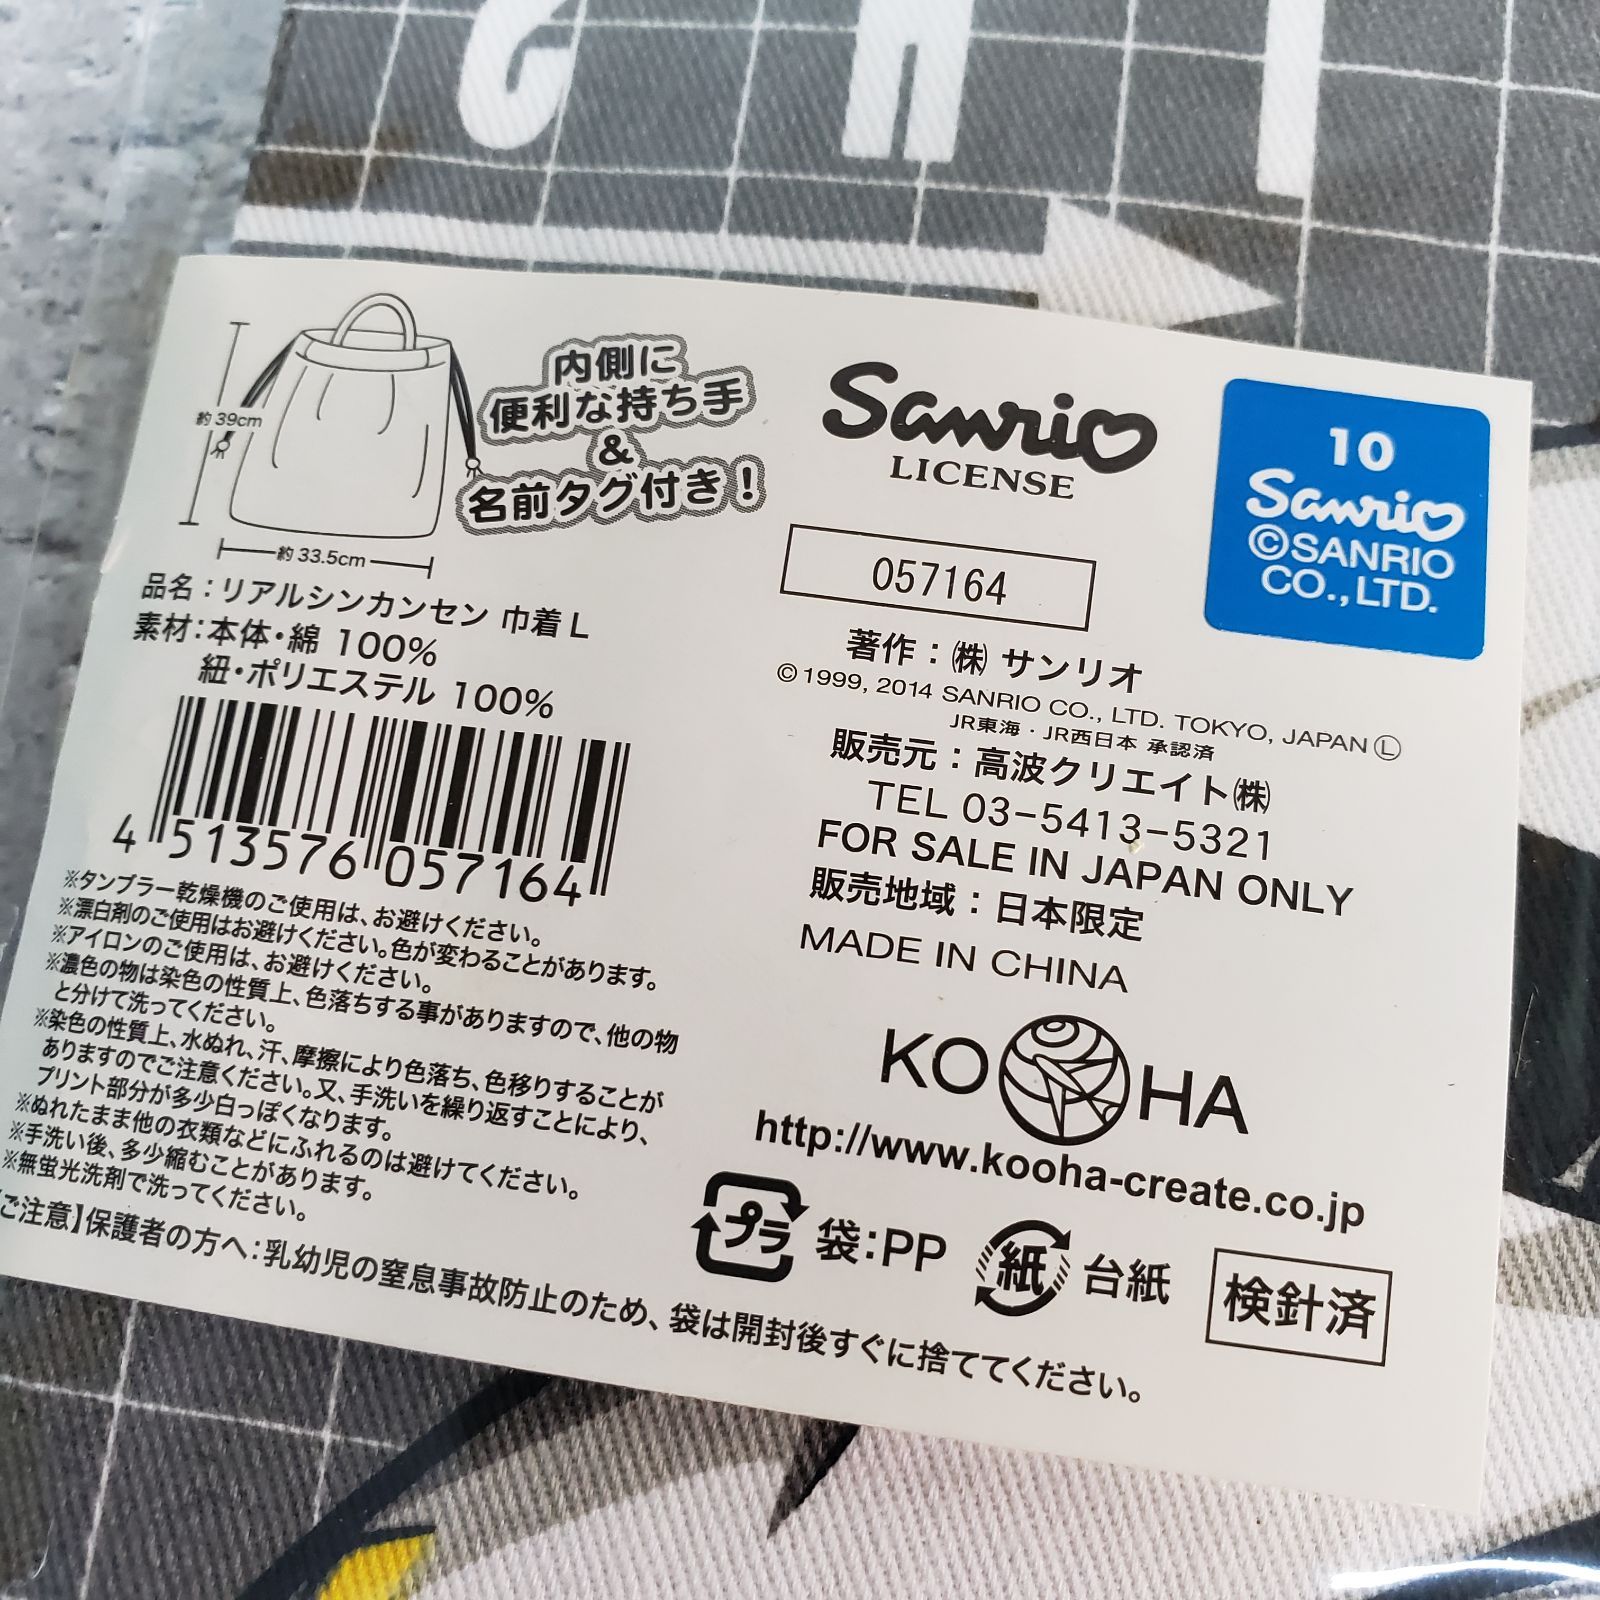 約 39cm
約 33.5cm
内側に
便利な持ち手
&
名前タグ付き！
品名：リアルシンカンセン 巾着 L
素材：本体・綿 100%
紐・ポリエステル 100%
4 513576 057164
※タンブラー乾燥機のご使用は、お避けください。
※漂白剤のご使用はお避けください。色が変わることがあります。
※アイロンのご使用は、お避けください。
※濃色の物は染色の性質上、色落ちする事がありますので、他の物
と分けて洗ってください。
※染色の性質上、水ぬれ、汗、摩擦により色落ち、色移りすることが
ありますのでご注意ください。又、手洗いを繰り返すことにより、
プリント部分が多少白っぽくなります。
※ぬれたまま他の衣類などにふれるのは避けてください。
※手洗い後、多少縮むことがあります。
※無蛍光洗剤で洗ってください。
ご注意】保護者の方へ：乳幼児の窒息事故防止のため、袋は開封後すぐに捨ててください。
Sanrio
LICENSE
057164
著作：㈱ サンリオ
©1999, 2014 SANRIO CO., LTD. TOKYO, JAPAN Ⓛ
JR東海・JR西日本 承認済
販売元：高波クリエイト㈱
TEL 03-5413-5321
FOR SALE IN JAPAN ONLY
販売地域：日本限定
MADE IN CHINA
KOOHA
http://www.kooha-create.co.jp
プラ 袋：PP 紙 台紙 検針済
10
Sanrio
©SANRIO
CO., LTD.